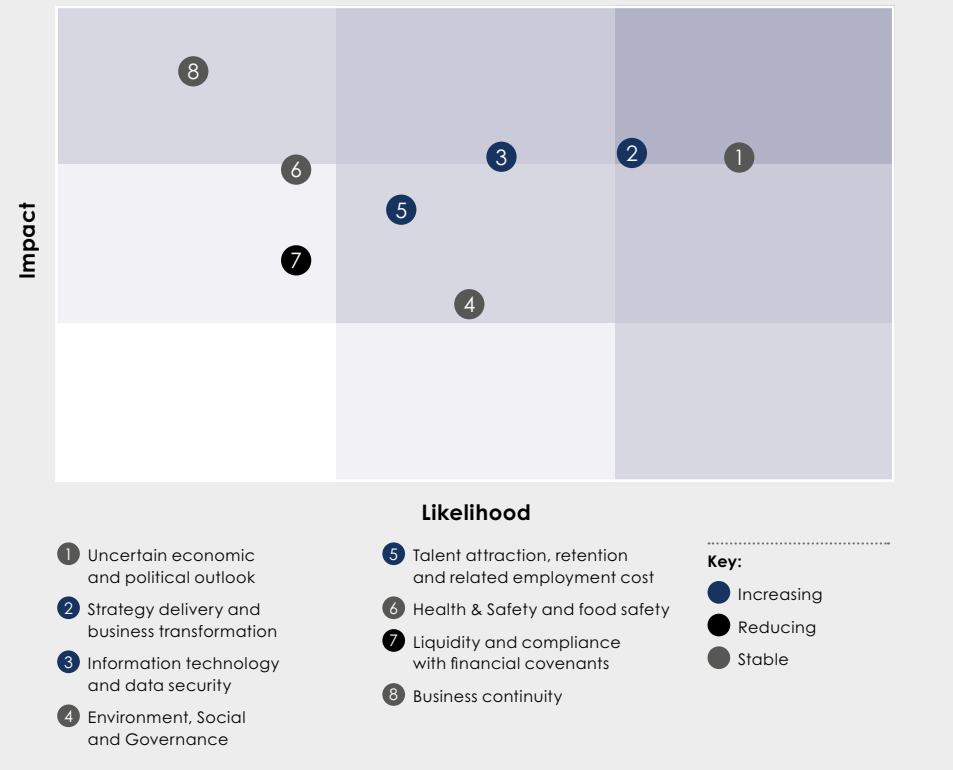 8
6
3
2
1
5
7
4
Impact
Likelihood
1 Uncertain economic
and political outlook
2 Strategy delivery and
business transformation
3 Information technology
and data security
4 Environment, Social
and Governance
5 Talent attraction, retention
and related employment cost
6 Health & Safety and food safety
7 Liquidity and compliance
with financial covenants
8 Business continuity
Key:
Increasing
Reducing
Stable